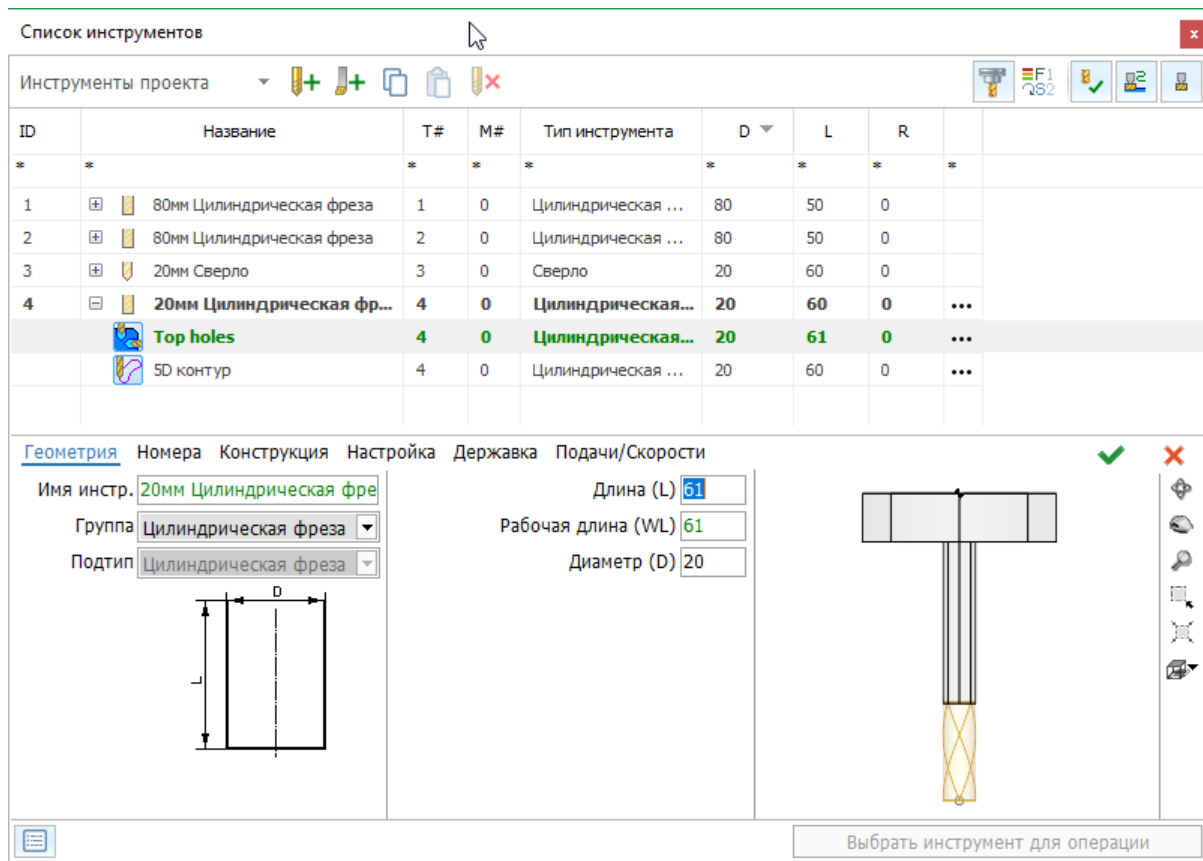 Список инструментов
x
Инструменты проекта F1 S2
ID Название T# M# Тип инструмента D L R
* * * * * * * * *
1 80мм Цилиндрическая фреза 1 0 Цилиндрическая ... 80 50 0
2 80мм Цилиндрическая фреза 2 0 Цилиндрическая ... 80 50 0
3 20мм Сверло 3 0 Сверло 20 60 0
4 20мм Цилиндрическая фр... 4 0 Цилиндрическая... 20 60 0 •••
Top holes 4 0 Цилиндрическая... 20 61 0 •••
5D контур 4 0 Цилиндрическая ... 20 60 0 •••
Геометрия Номера Конструкция Настройка Державка Подачи/Скорости
Имя инстр. 20мм Цилиндрическая фре Длина (L) 61
Группа Цилиндрическая фреза Рабочая длина (WL) 61
Подтип Цилиндрическая фреза Диаметр (D) 20
D
L
Выбрать инструмент для операции